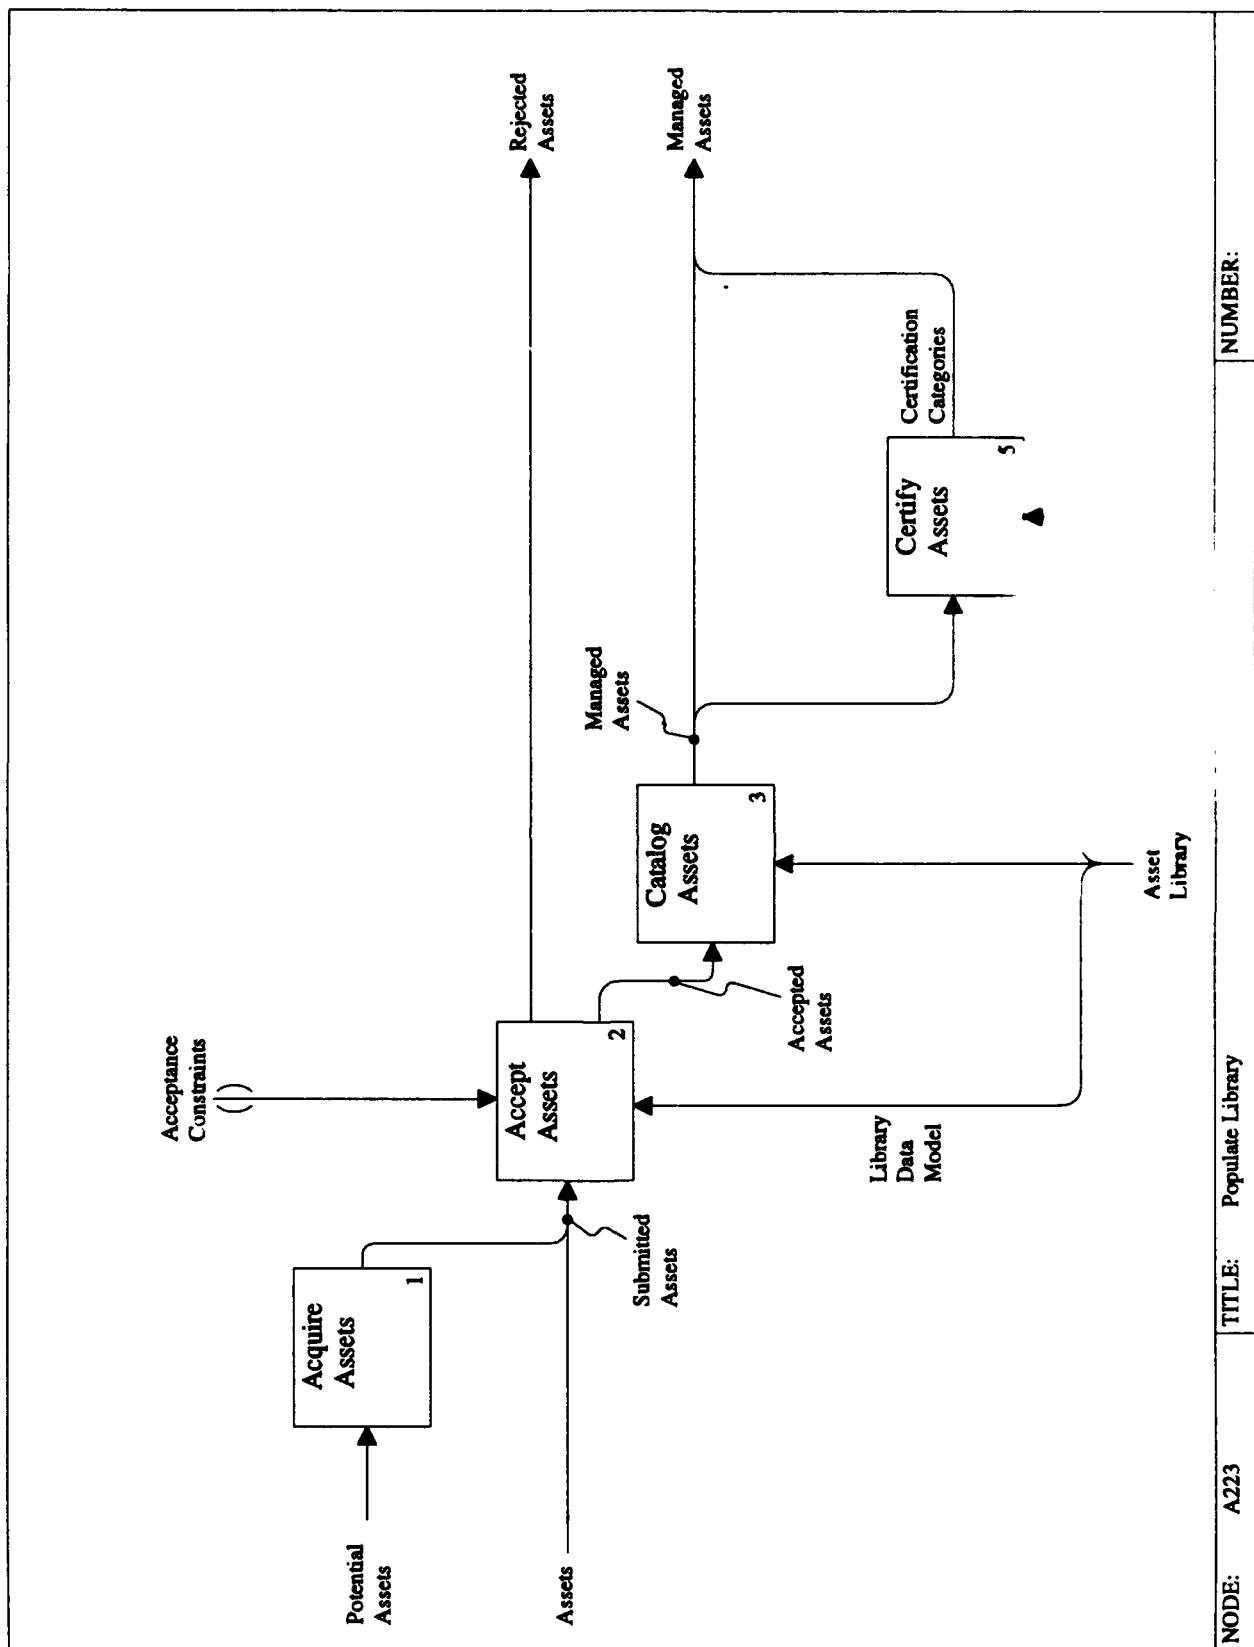 Acceptance
Constraints
Rejected
Assets
Potential
Assets
Acquire
Assets
1
Assets
Submitted
Assets
Accept
Assets
2
Managed
Assets
Managed
Assets
Accepted
Assets
Catalog
Assets
3
Library
Data
Model
Certify
Assets
5
Certification
Categories
Asset
Library
NODE: A223
TITLE: Populate Library
NUMBER: